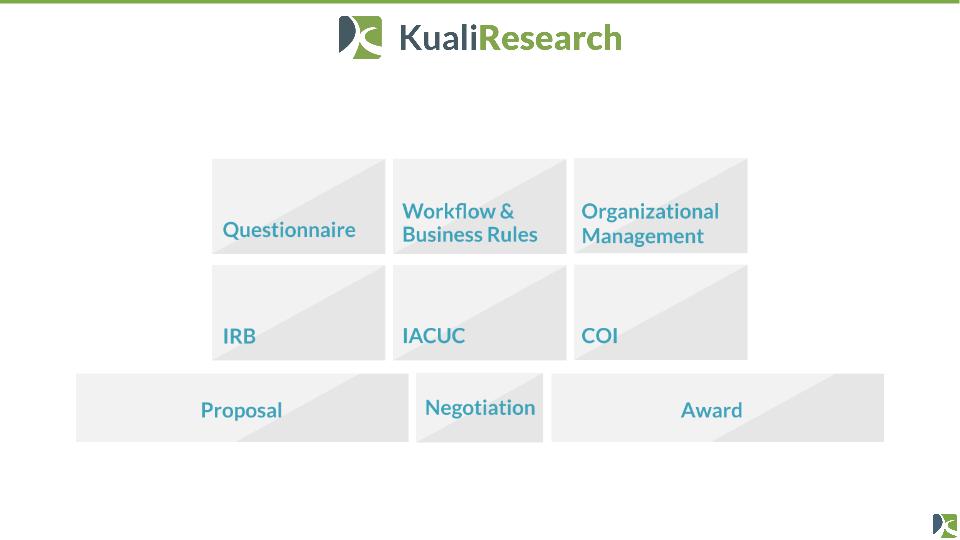 KualiResearch
Questionnaire
Workflow &
Business Rules
Organizational
Management
IRB
IACUC
COI
Proposal
Negotiation
Award